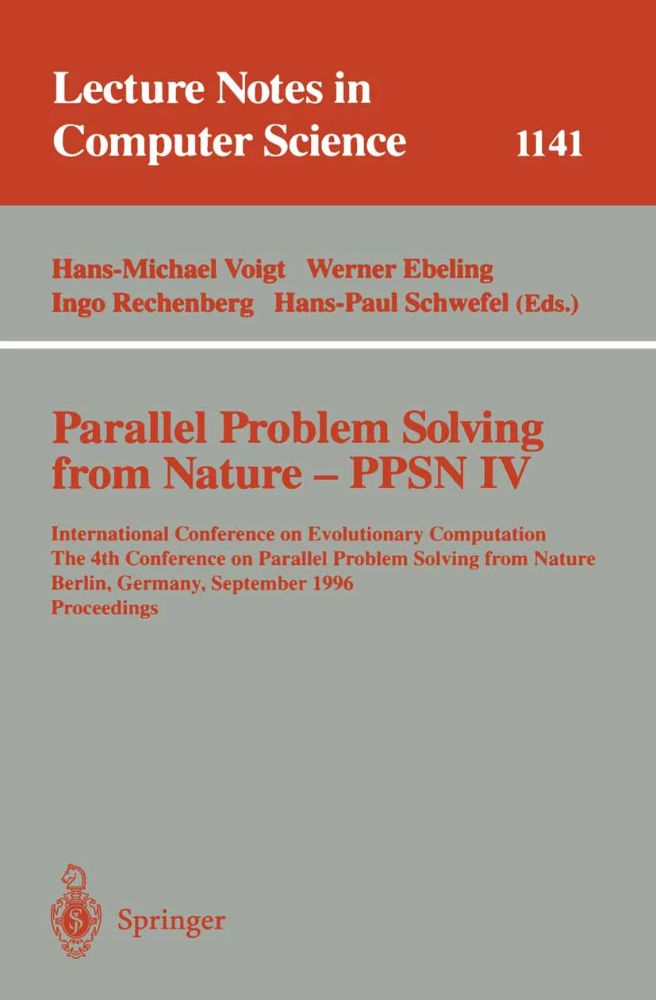 Lecture Notes in
Computer Science 1141
Hans-Michael Voigt Werner Ebeling
Ingo Rechenberg Hans-Paul Schwefel (Eds.)
Parallel Problem Solving
from Nature – PPSN IV
International Conference on Evolutionary Computation
The 4th Conference on Parallel Problem Solving from Nature
Berlin, Germany, September 1996
Proceedings
Springer